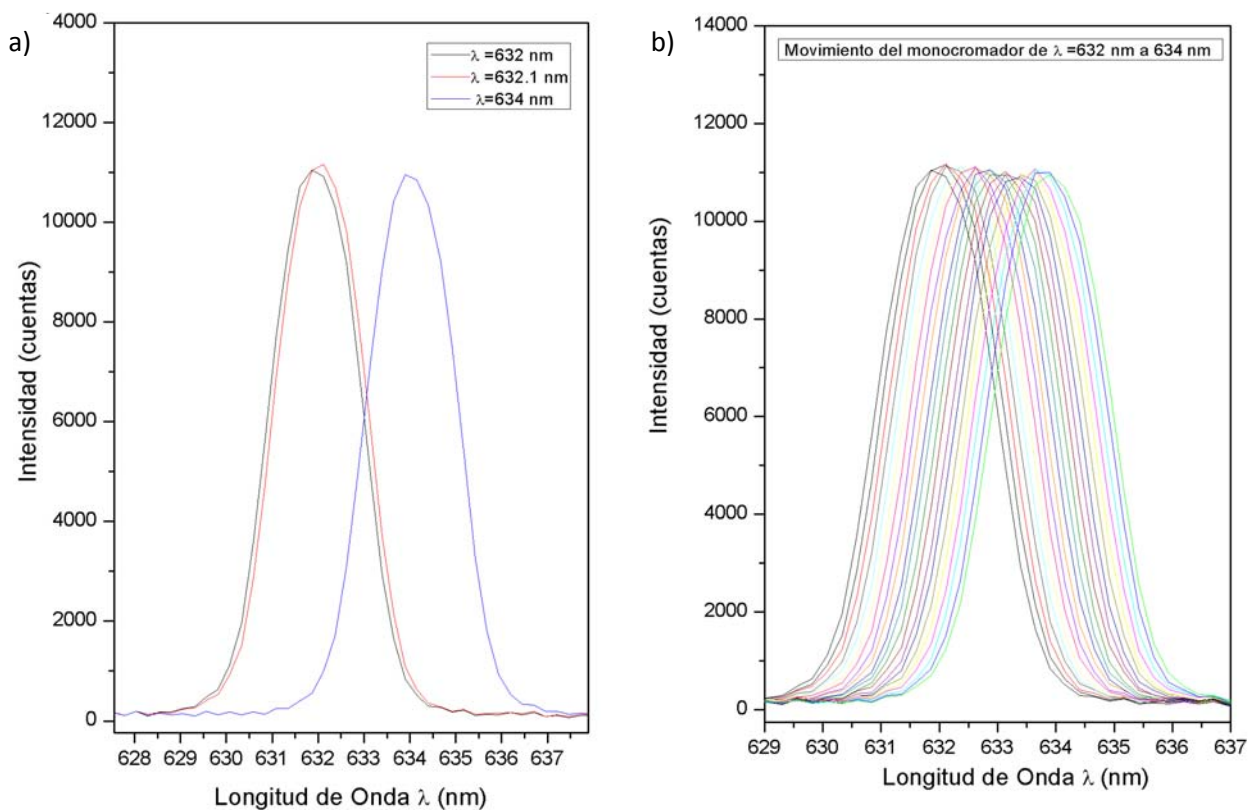 a)
Intensidad (cuentas)
4000
12000
10000
8000
6000
4000
2000
0
λ =632 nm
λ =632.1 nm
λ=634 nm
628 629 630 631 632 633 634 635 636 637
Longitud de Onda λ (nm)
b)
Intensidad (cuentas)
14000
12000
10000
8000
6000
4000
2000
0
Movimiento del monocromador de λ =632 nm a 634 nm
629 630 631 632 633 634 635 636 637
Longitud de Onda λ (nm)